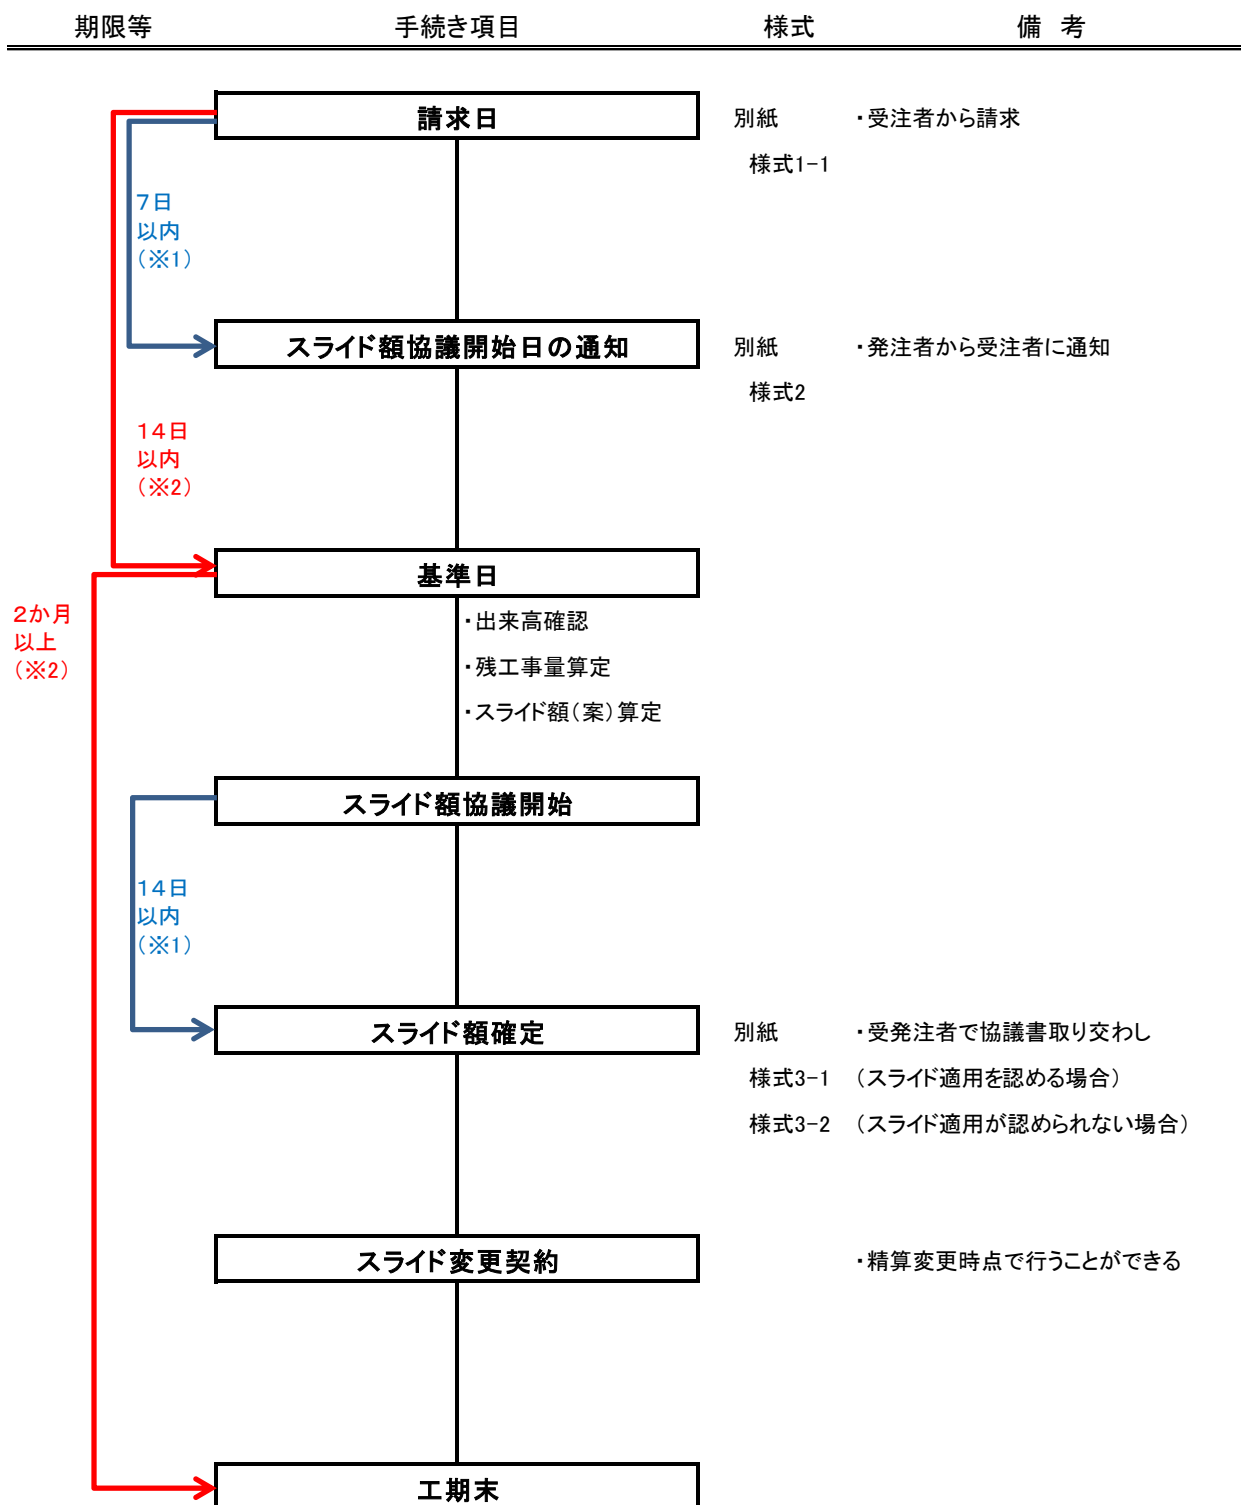 期限等 手続き項目 様式 備　考
請求日 別紙 ・受注者から請求
様式1-1
7日
以内
（※1）
スライド額協議開始日の通知 別紙 ・発注者から受注者に通知
様式2
14日
以内
（※2）
基準日
2か月
以上
（※2）
・出来高確認
・残工事量算定
・スライド額（案）算定
スライド額協議開始
14日
以内
（※1）
スライド額確定 別紙 ・受発注者で協議書取り交わし
様式3-1 （スライド適用を認める場合）
様式3-2 （スライド適用が認められない場合）
スライド変更契約 ・精算変更時点で行うことができる
工期末